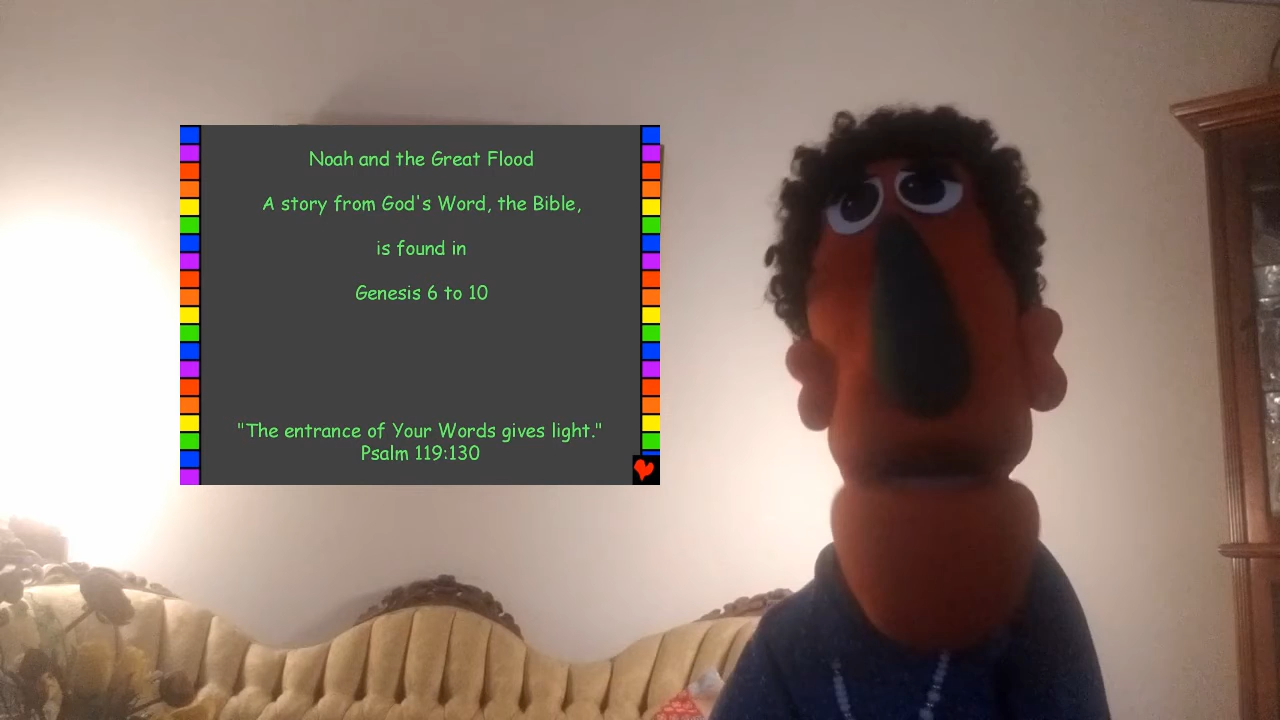 Noah and the Great Flood
A story from God's Word, the Bible,
is found in
Genesis 6 to 10
"The entrance of Your Words gives light."
Psalm 119:130